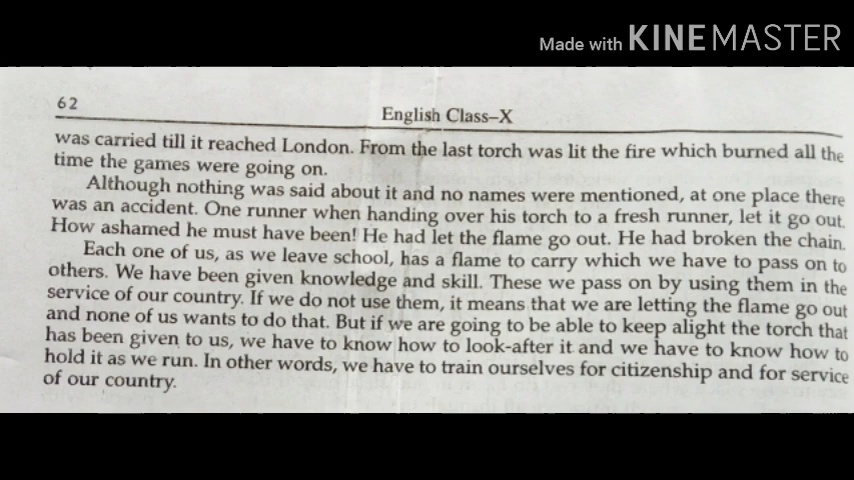 Made with KINEMASTER
62
English Class–X
was carried till it reached London. From the last torch was lit the fire which burned all the
time the games were going on.
Although nothing was said about it and no names were mentioned, at one place there
was an accident. One runner when handing over his torch to a fresh runner, let it go out.
How ashamed he must have been! He had let the flame go out. He had broken the chain.
Each one of us, as we leave school, has a flame to carry which we have to pass on to
others. We have been given knowledge and skill. These we pass on by using them in the
service of our country. If we do not use them, it means that we are letting the flame go out
and none of us wants to do that. But if we are going to be able to keep alight the torch that
has been given to us, we have to know how to look-after it and we have to know how to
hold it as we run. In other words, we have to train ourselves for citizenship and for service
of our country.